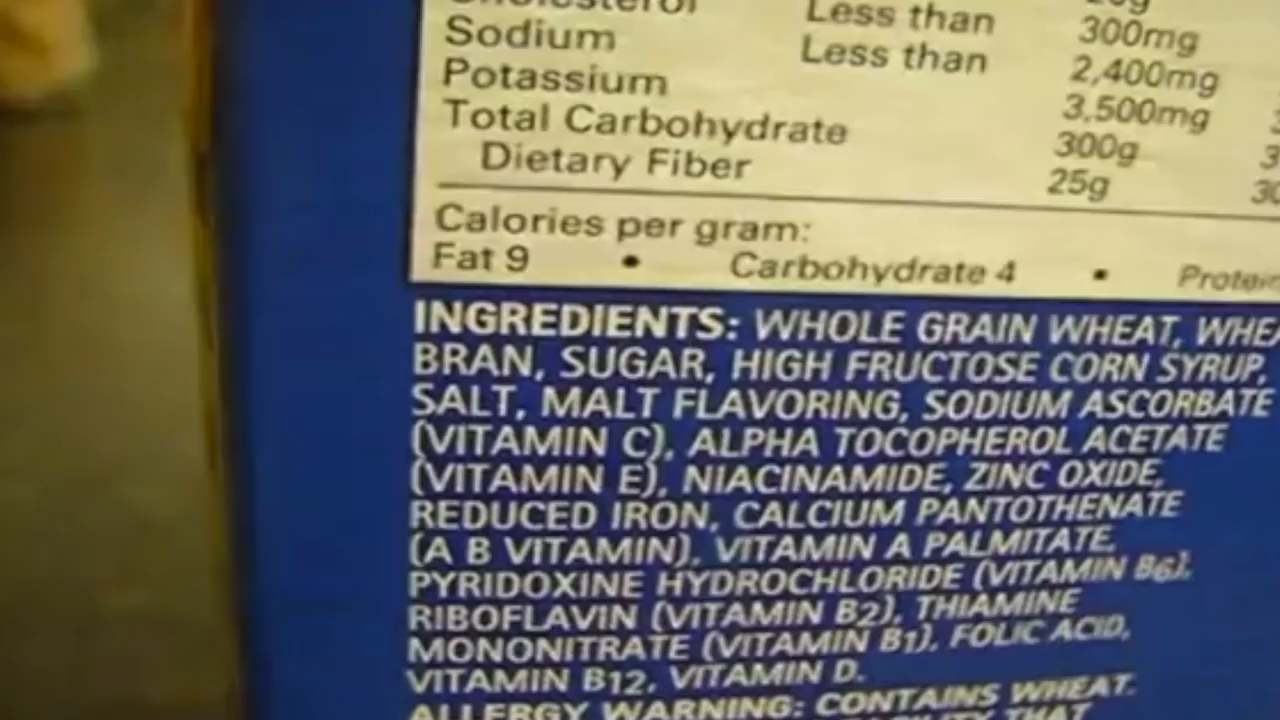 Less than
Sodium Less than 300mg
Potassium 2,400mg
Total Carbohydrate 3,500mg
Dietary Fiber 300g
25g
Calories per gram:
Fat 9 • Carbohydrate 4 •
INGREDIENTS: WHOLE GRAIN WHEAT,
BRAN, SUGAR, HIGH FRUCTOSE CORN SYRUP,
SALT, MALT FLAVORING, SODIUM ASCORBATE
(VITAMIN C), ALPHA TOCOPHEROL ACETATE
(VITAMIN E), NIACINAMIDE, ZINC OXIDE,
REDUCED IRON, CALCIUM PANTOTHENATE
(A B VITAMIN), VITAMIN A PALMITATE,
PYRIDOXINE HYDROCHLORIDE (VITAMIN B6),
RIBOFLAVIN (VITAMIN B2), THIAMINE
MONONITRATE (VITAMIN B1), FOLIC ACID,
VITAMIN B12, VITAMIN D.
ALLERGY WARNING: CONTAINS WHEAT.